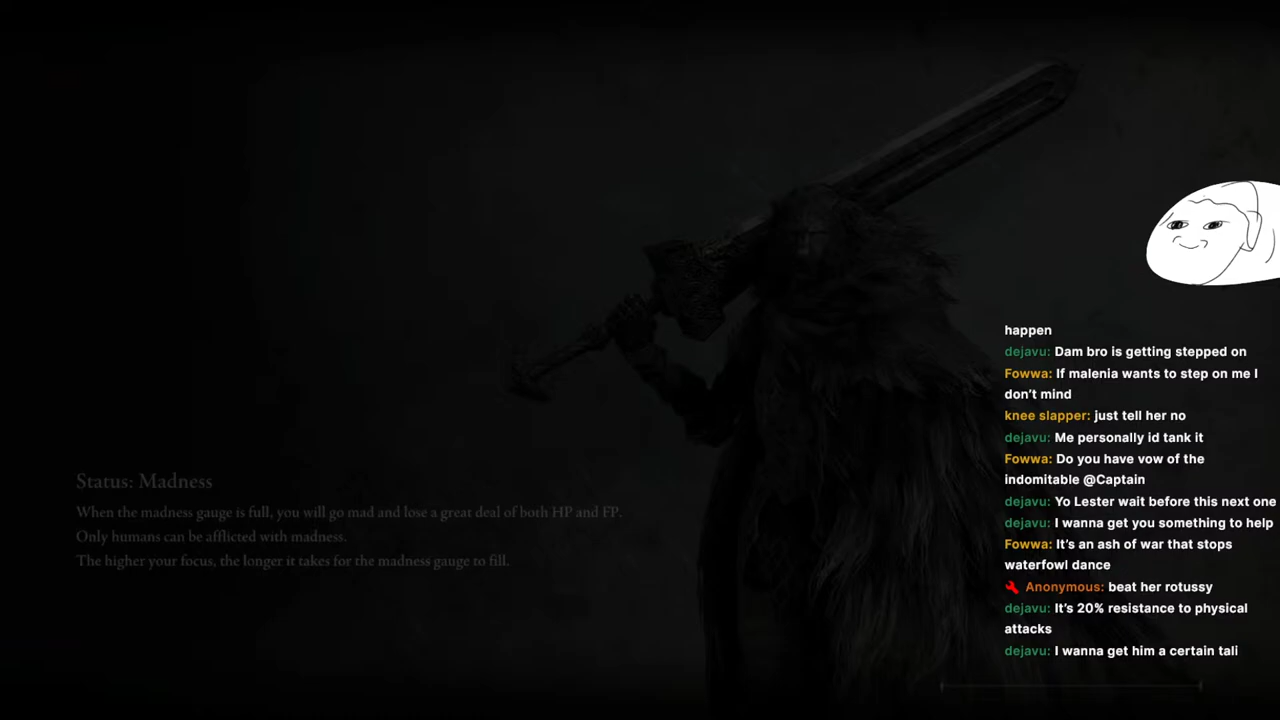 Status: Madness
When the madness gauge is full, you will go mad and lose a great deal of both HP and FP.
Only humans can be afflicted with madness.
The higher your focus, the longer it takes for the madness gauge to fill.
happen
dejavu: Dam bro is getting stepped on
Fowwa: If malenia wants to step on me I
don't mind
knee slapper: just tell her no
dejavu: Me personally id tank it
Fowwa: Do you have vow of the
indomitable @Captain
dejavu: Yo Lester wait before this next one
dejavu: I wanna get you something to help
Fowwa: It's an ash of war that stops
waterfowl dance
Anonymous: beat her rotussy
dejavu: It's 20% resistance to physical
attacks
dejavu: I wanna get him a certain tali